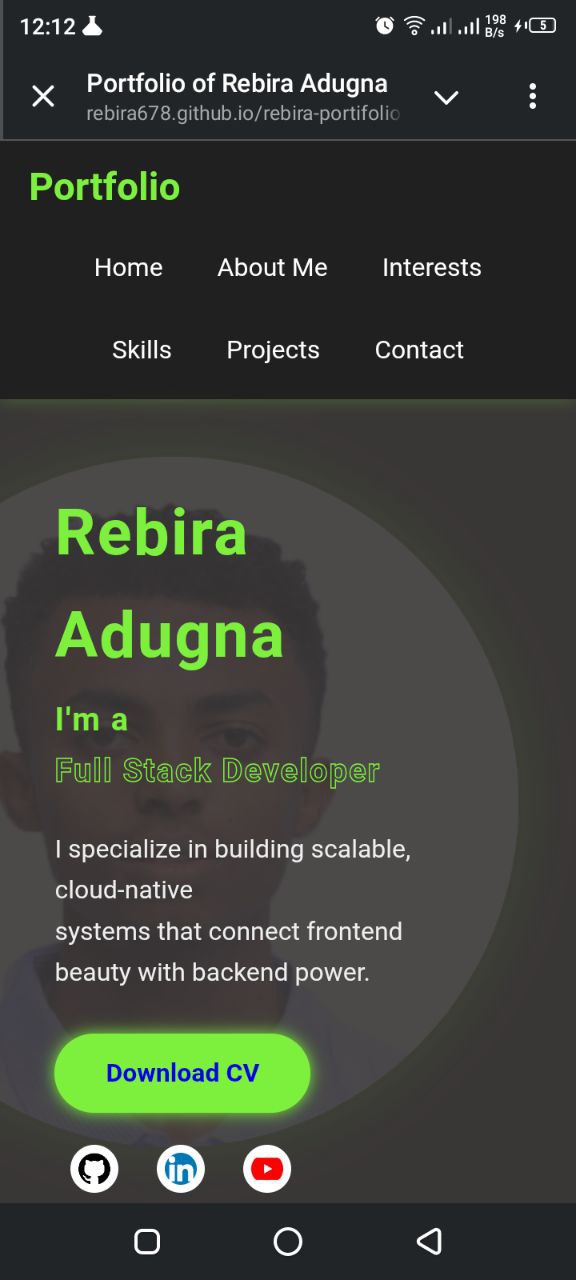 12:12
198
B/s
5
Portfolio of Rebira Adugna
rebira678.github.io/rebira-portifolio
Portfolio
Home About Me Interests
Skills Projects Contact
Rebira
Adugna
I'm a
Full Stack Developer
I specialize in building scalable,
cloud-native
systems that connect frontend
beauty with backend power.
Download CV
in